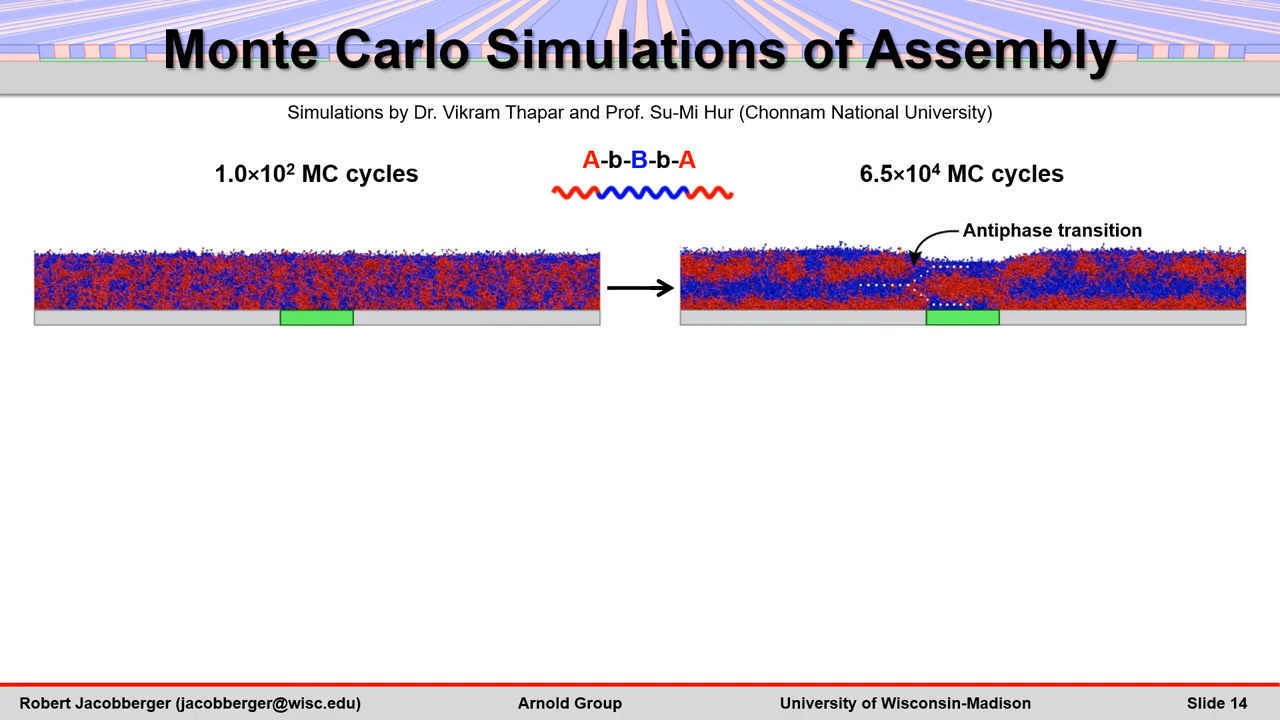 Monte Carlo Simulations of Assembly
Simulations by Dr. Vikram Thapar and Prof. Su-Mi Hur (Chonnam National University)
1.0×10² MC cycles
A-b-B-b-A
6.5×10⁴ MC cycles
Antiphase transition
Robert Jacobberger (jacobberger@wisc.edu)
Arnold Group
University of Wisconsin-Madison
Slide 14